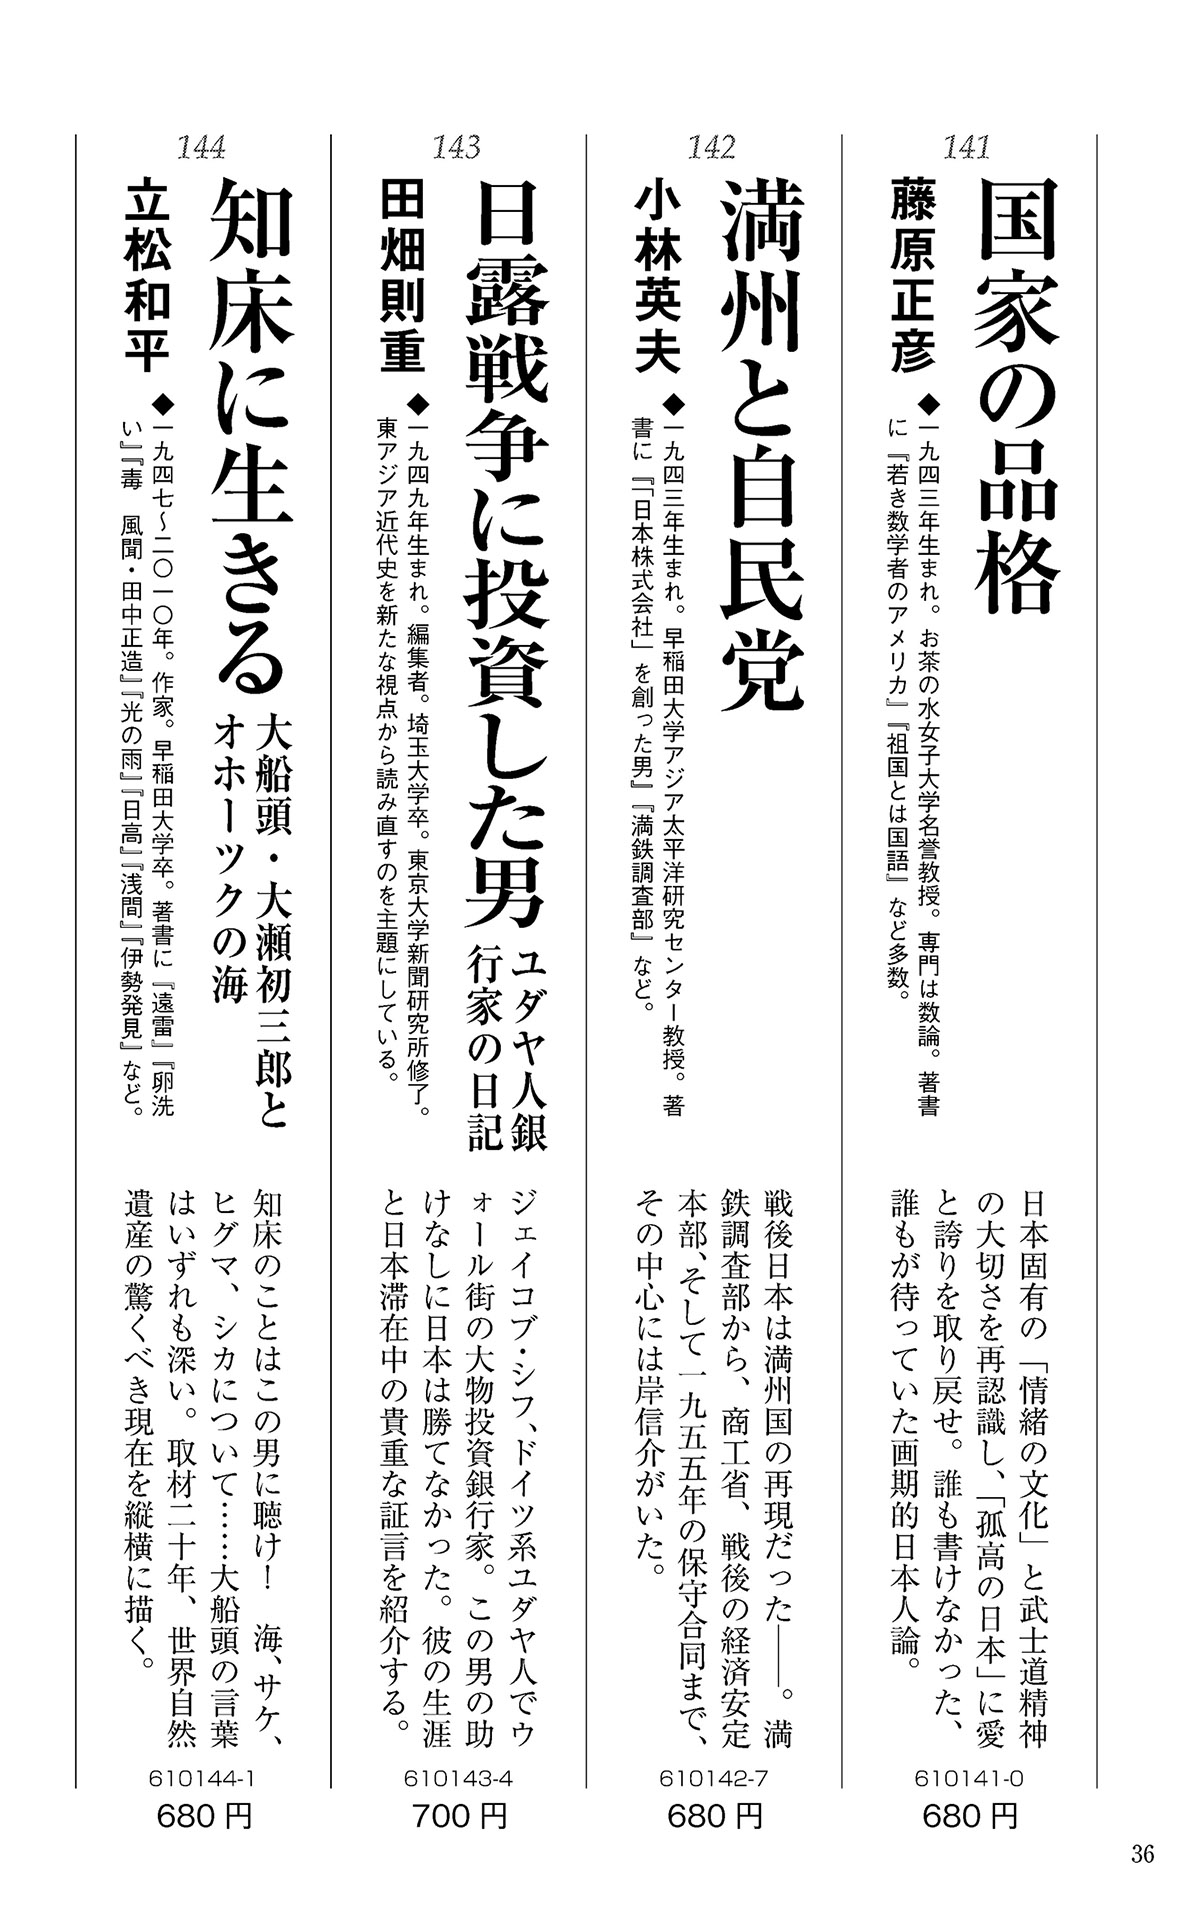 141
国家の品格
藤原正彦
◆一九四三年生まれ。お茶の水女子大学名誉教授。専門は数論。著書
に『若き数学者のアメリカ』『祖国とは国語』など多数。
日本固有の「情緒の文化」と武士道精神
の大切さを再認識し、「孤高の日本」に愛
と誇りを取り戻せ。誰も書けなかった、
誰もが待っていた画期的日本人論。
610141-0
680円
142
満州と自民党
小林英夫
◆一九四三年生まれ。早稲田大学アジア太平洋研究センター教授。著
書に『「日本株式会社」を創った男』『満鉄調査部』など。
戦後日本は満州国の再現だった――。満
鉄調査部から、商工省、戦後の経済安定
本部、そして一九五五年の保守合同まで、
その中心には岸信介がいた。
610142-7
680円
143
日露戦争に投資した男
ユダヤ人銀
行家の日記
田畑則重
◆一九四九年生まれ。編集者。埼玉大学卒。東京大学新聞研究所修了。
東アジア近代史を新たな視点から読み直すのを主題にしている。
ジェイコブ・シフ、ドイツ系ユダヤ人でウ
ォール街の大物投資銀行家。この男の助
けなしに日本は勝てなかった。彼の生涯
と日本滞在中の貴重な証言を紹介する。
610143-4
700円
144
知床に生きる
大船頭・大瀬初三郎と
オホーツクの海
立松和平
◆一九四七～二〇一〇年。作家。早稲田大学卒。著書に『遠雷』『卵洗
い』『毒　風聞・田中正造』『光の雨』『日高』『浅間』『伊勢発見』など。
知床のことはこの男に聴け！　海、サケ、
ヒグマ、シカについて……大船頭の言葉
はいずれも深い。取材二十年、世界自然
遺産の驚くべき現在を縦横に描く。
610144-1
680円
36